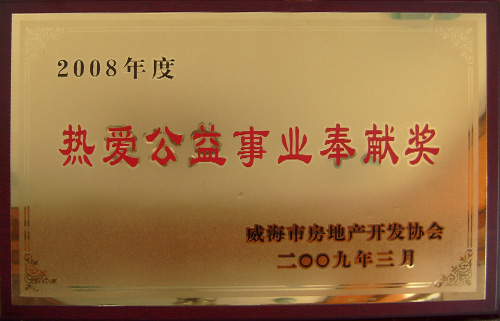 2008年度
热爱公益事业奉献奖
威海市房地产开发协会
二〇〇九年三月